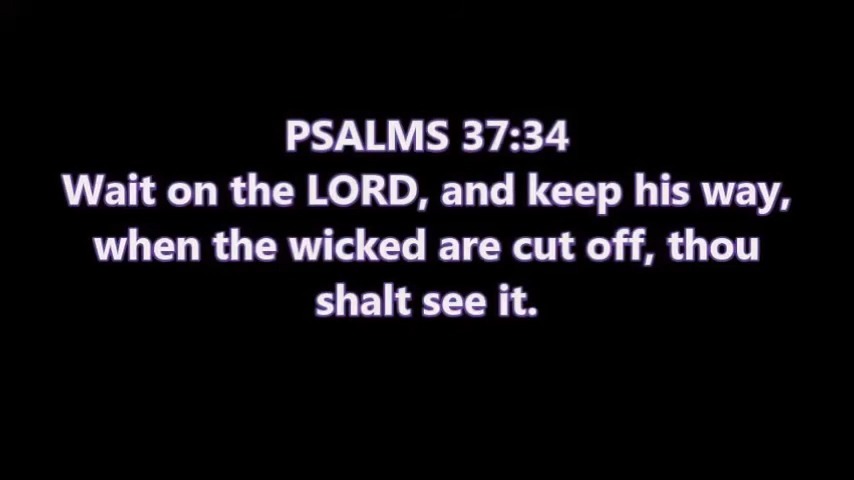 PSALMS 37:34
Wait on the LORD, and keep his way,
when the wicked are cut off, thou
shalt see it.